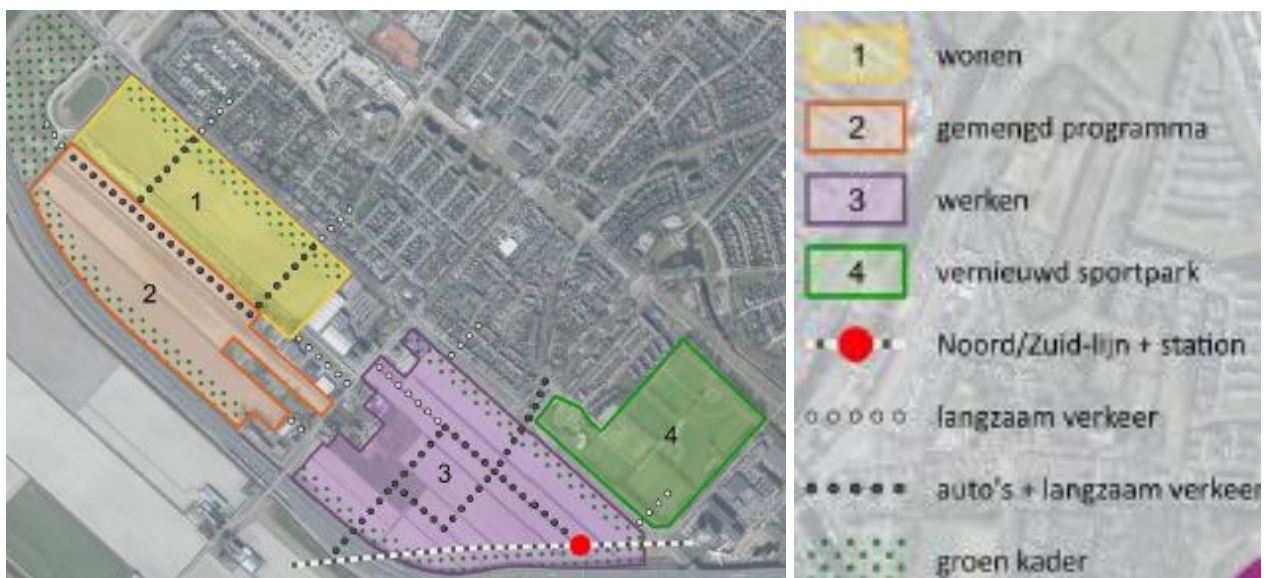 1
2
3
4
1 wonen
2 gemengd programma
3 werken
4 vernieuwd sportpark
Noord/Zuid-lijn + station
langzaam verkeer
auto's + langzaam verkeer
groen kader